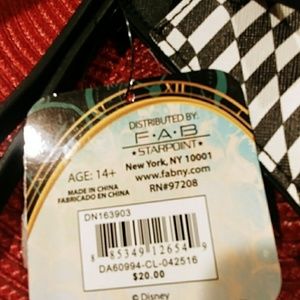 XII
DISTRIBUTED BY:
F·A·B
STARPOINT
New York, NY 10001
www.fabny.com
RN#97208
AGE: 14+
MADE IN CHINA
FABRICADO EN CHINA
DN163903
8 85349 12654 9
DA60994-CL-042516
$20.00
© Disney